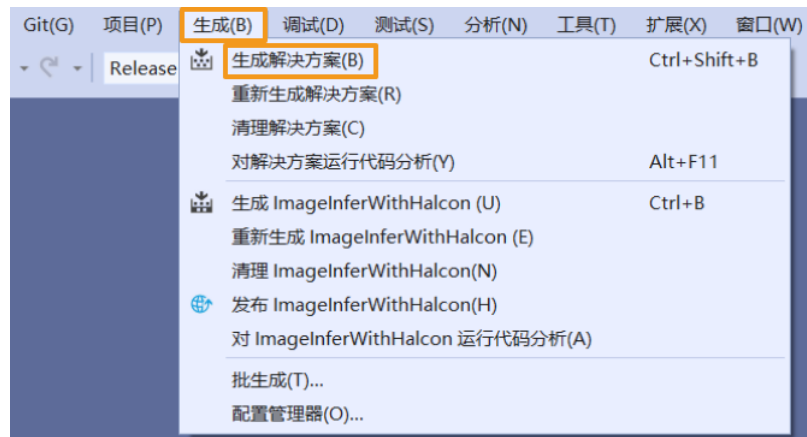 Git(G) 项目(P) 生成(B) 调试(D) 测试(S) 分析(N) 工具(T) 扩展(X) 窗口(W)
Release
生成解决方案(B) Ctrl+Shift+B
重新生成解决方案(R)
清理解决方案(C)
对解决方案运行代码分析(Y) Alt+F11
生成 ImageInferWithHalcon (U) Ctrl+B
重新生成 ImageInferWithHalcon (E)
清理 ImageInferWithHalcon(N)
发布 ImageInferWithHalcon(H)
对 ImageInferWithHalcon 运行代码分析(A)
批生成(T)...
配置管理器(O)...